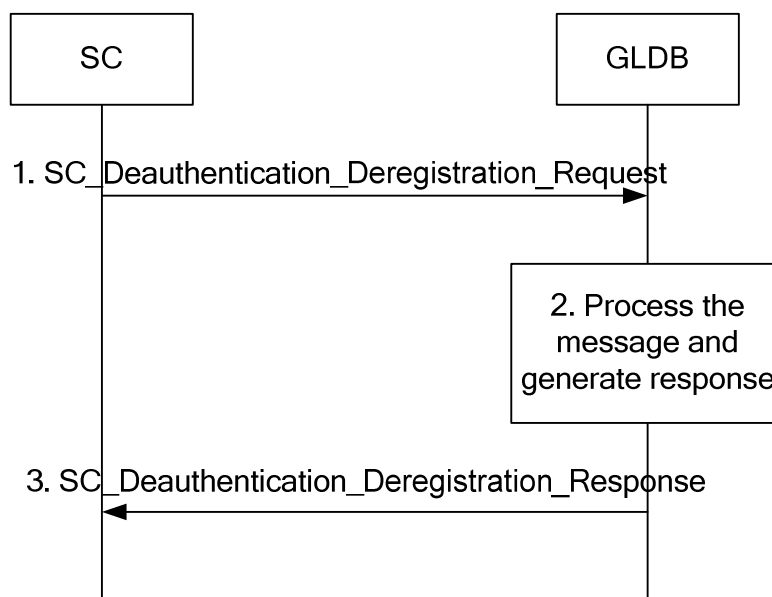 SC
GLDB
1. SC_Deauthentication_Deregistration_Request
2. Process the
message and
generate response
3. SC_Deauthentication_Deregistration_Response